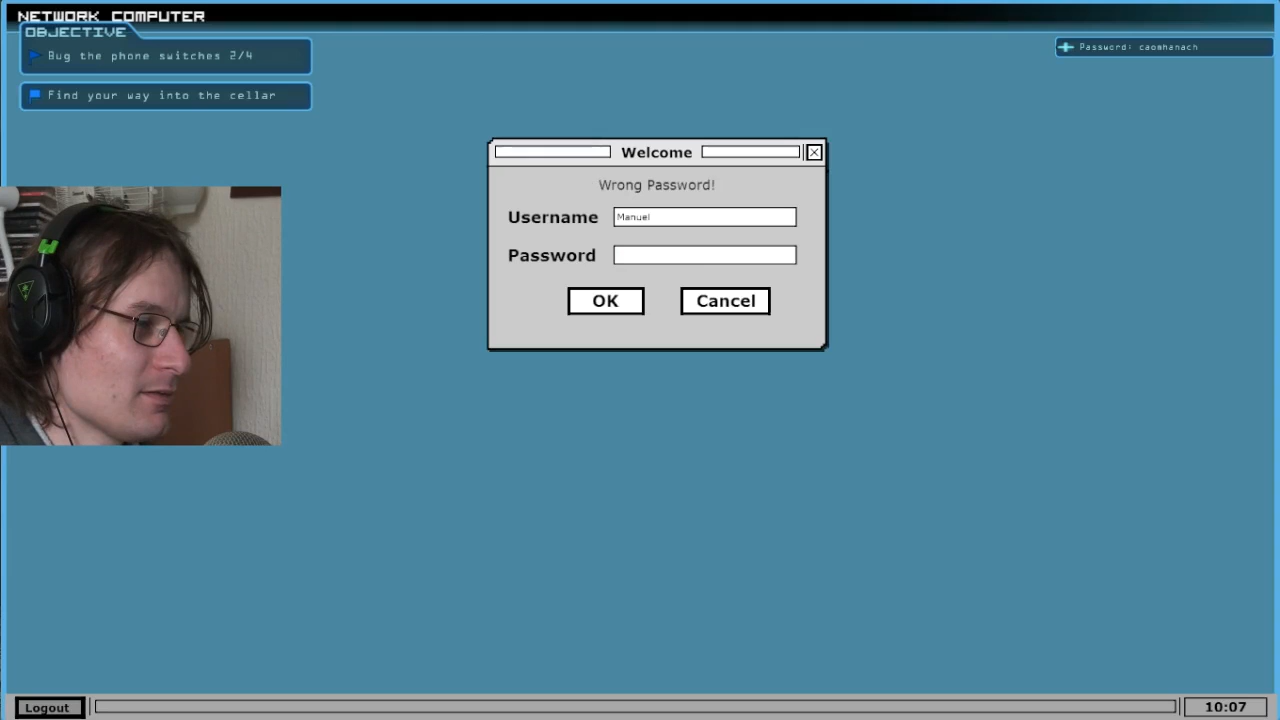 NETWORK COMPUTER
OBJECTIVE
Bug the phone switches 2/4
Find your way into the cellar
Password: caomhanach
Welcome
Wrong Password!
Username Manuel
Password
OK Cancel
Logout
10:07